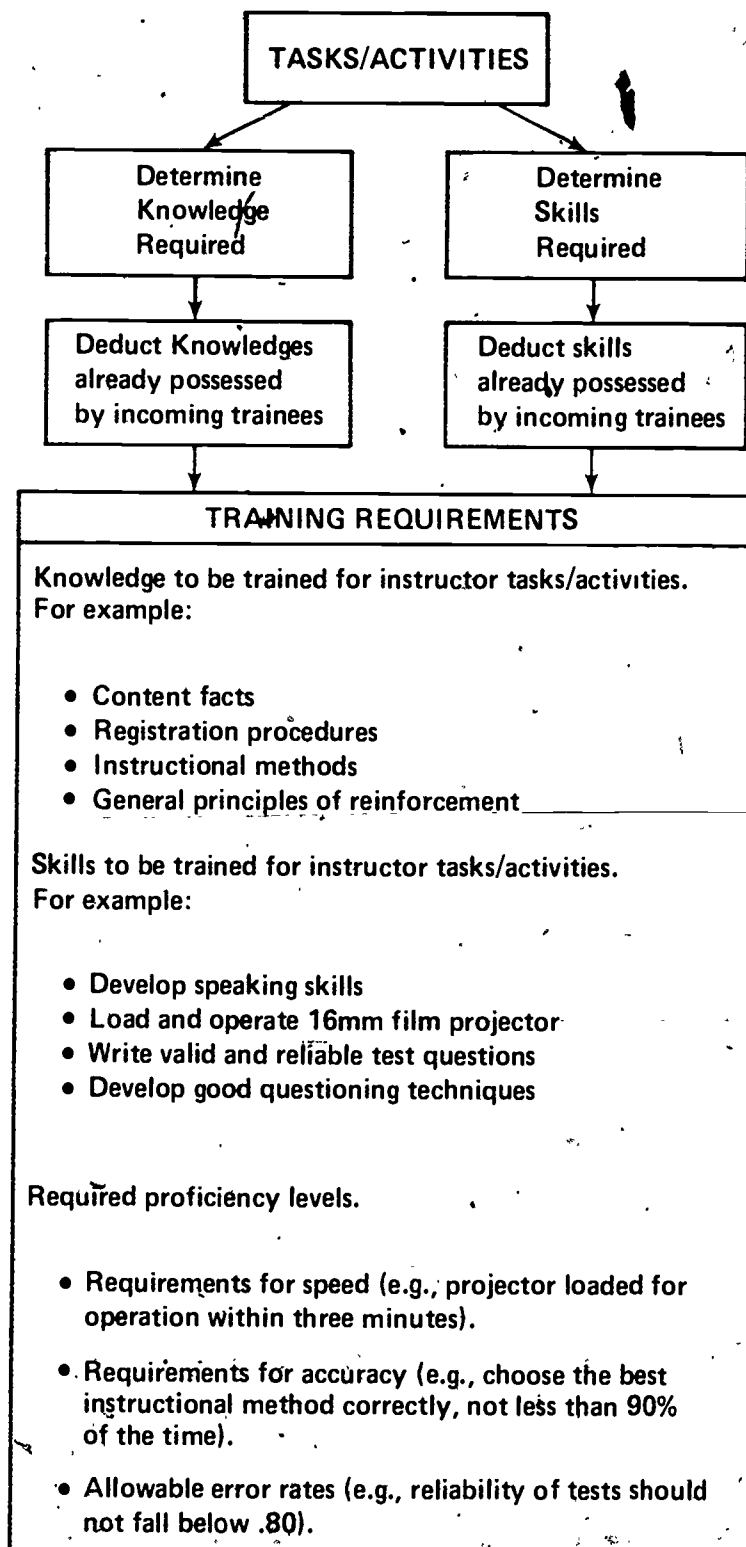 TASKS/ACTIVITIES
Determine
Knowledge
Required
Determine
Skills
Required
Deduct Knowledges
already possessed
by incoming trainees
Deduct skills
already possessed
by incoming trainees
TRAINING REQUIREMENTS
Knowledge to be trained for instructor tasks/activities.
For example:
• Content facts
• Registration procedures
• Instructional methods
• General principles of reinforcement
Skills to be trained for instructor tasks/activities.
For example:
• Develop speaking skills
• Load and operate 16mm film projector
• Write valid and reliable test questions
• Develop good questioning techniques
Required proficiency levels.
• Requirements for speed (e.g., projector loaded for
operation within three minutes).
• Requirements for accuracy (e.g., choose the best
instructional method correctly, not less than 90%
of the time).
• Allowable error rates (e.g., reliability of tests should
not fall below .80).